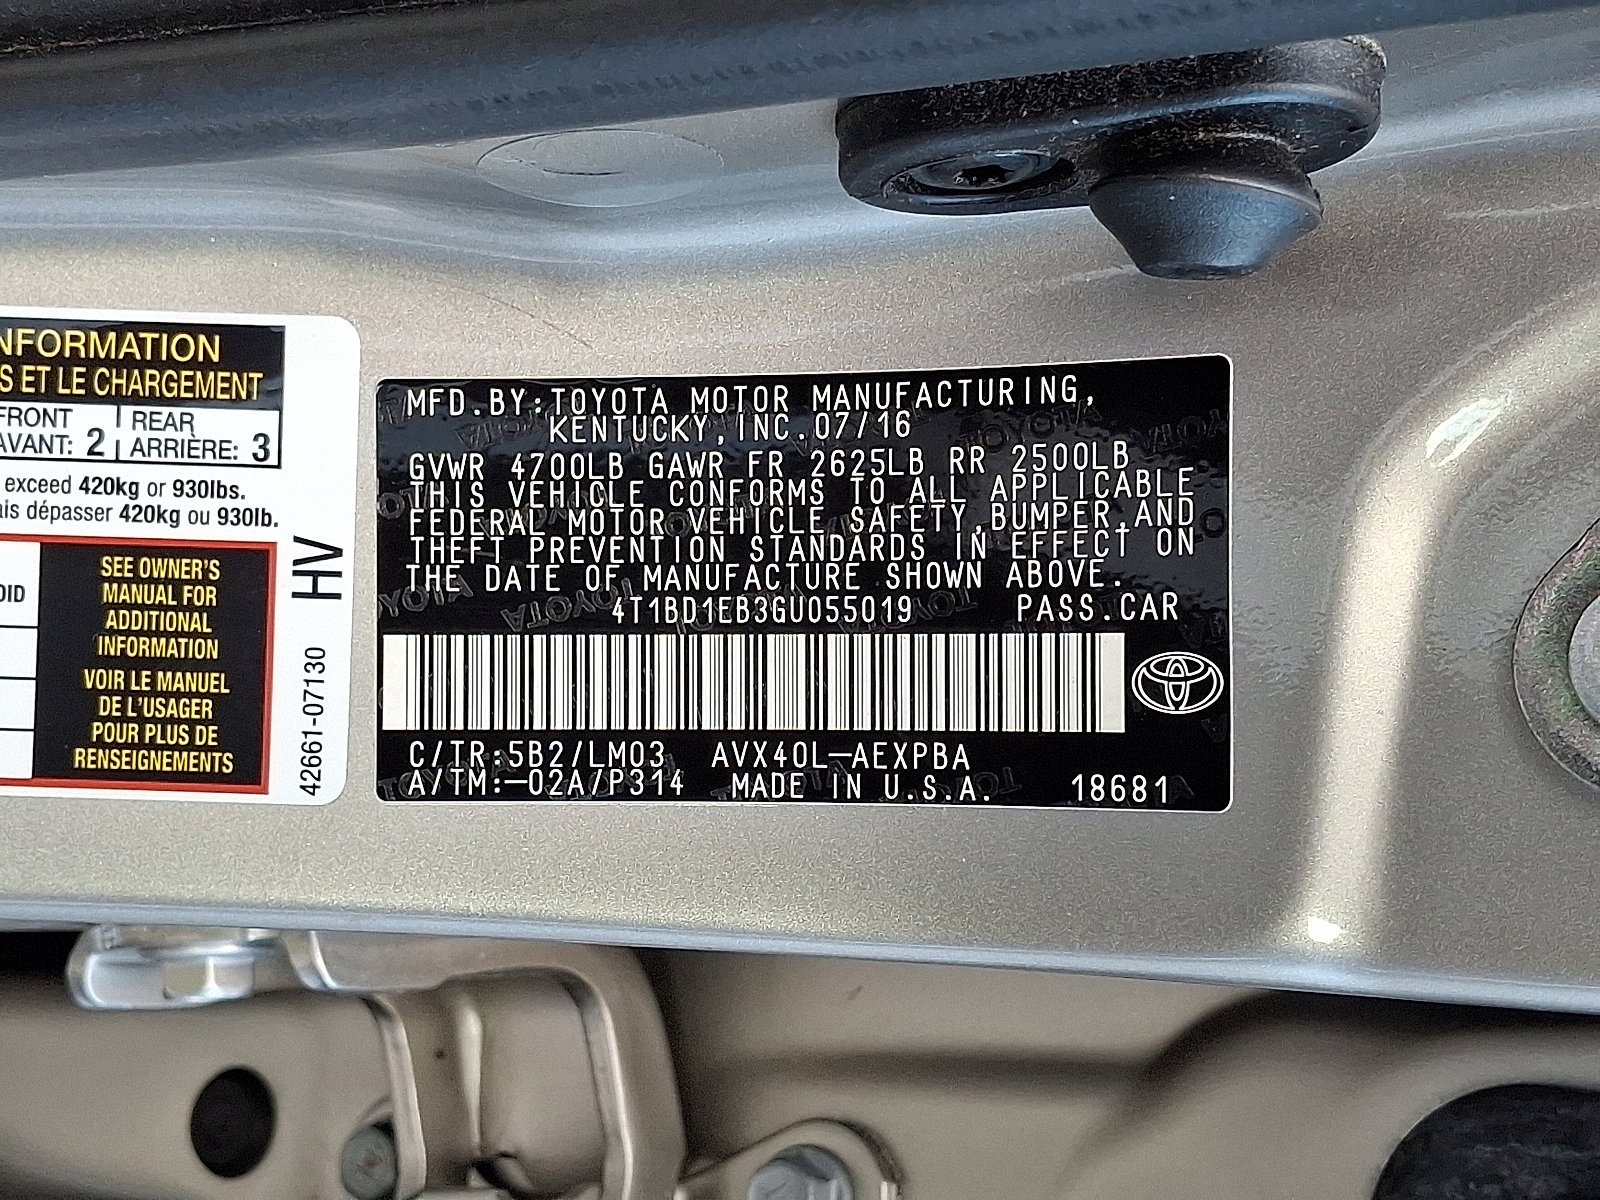 NFORMATION
S ET LE CHARGEMENT
FRONT REAR
AVANT: 2 ARRIÈRE: 3
exceed 420kg or 930lbs.
ais dépasser 420kg ou 930lb.
OID
SEE OWNER'S
MANUAL FOR
ADDITIONAL
INFORMATION
VOIR LE MANUEL
DE L'USAGER
POUR PLUS DE
RENSEIGNEMENTS
HV
42661-07130
MFD.BY:TOYOTA MOTOR MANUFACTURING,
KENTUCKY,INC.07/16
GVWR 4700LB GAWR FR 2625LB RR 2500LB
THIS VEHICLE CONFORMS TO ALL APPLICABLE
FEDERAL MOTOR VEHICLE SAFETY,BUMPER,AND
THEFT PREVENTION STANDARDS IN EFFECT ON
THE DATE OF MANUFACTURE SHOWN ABOVE.
4T1BD1EB3GU055019 PASS.CAR
C/TR:5B2/LM03 AVX40L-AEXPBA
A/TM:-02A/P314 MADE IN U.S.A. 18681